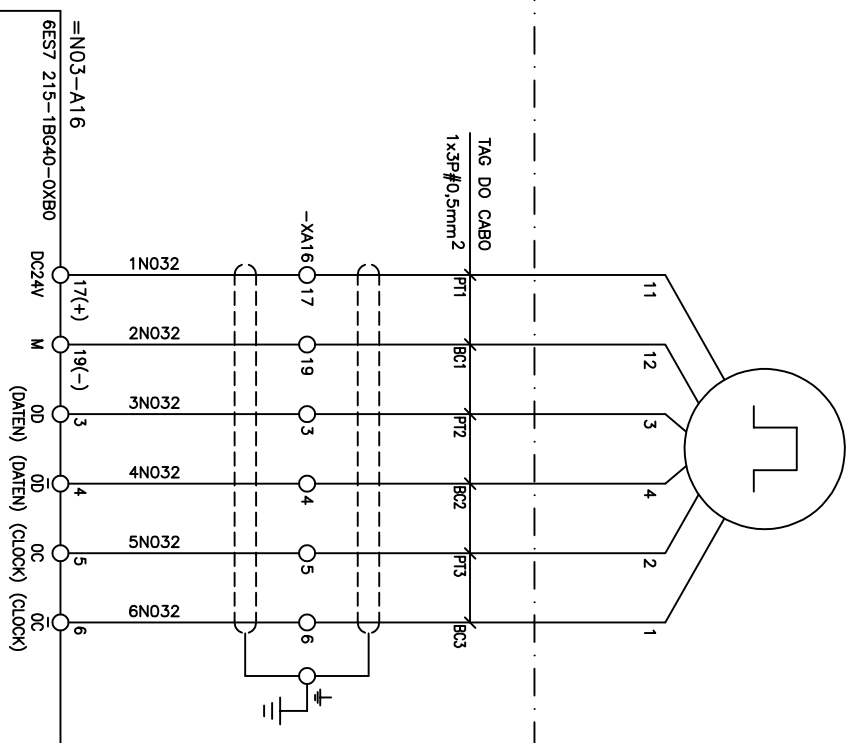 =N03-A16
6ES7 215-1BG40-0XB0
TAG DO CABO
1x3P#0,5mm²
-XA16
DC24V
17(+)
1N032
17
PT1
11
M
19(-)
2N032
19
BC1
12
(DATEN)
OD
3
3N032
3
PT2
3
(DATEN)
OD
4
4N032
4
BC2
4
(CLOCK)
OC
5
5N032
5
PT3
2
(CLOCK)
OC
6
6N032
6
BC3
1